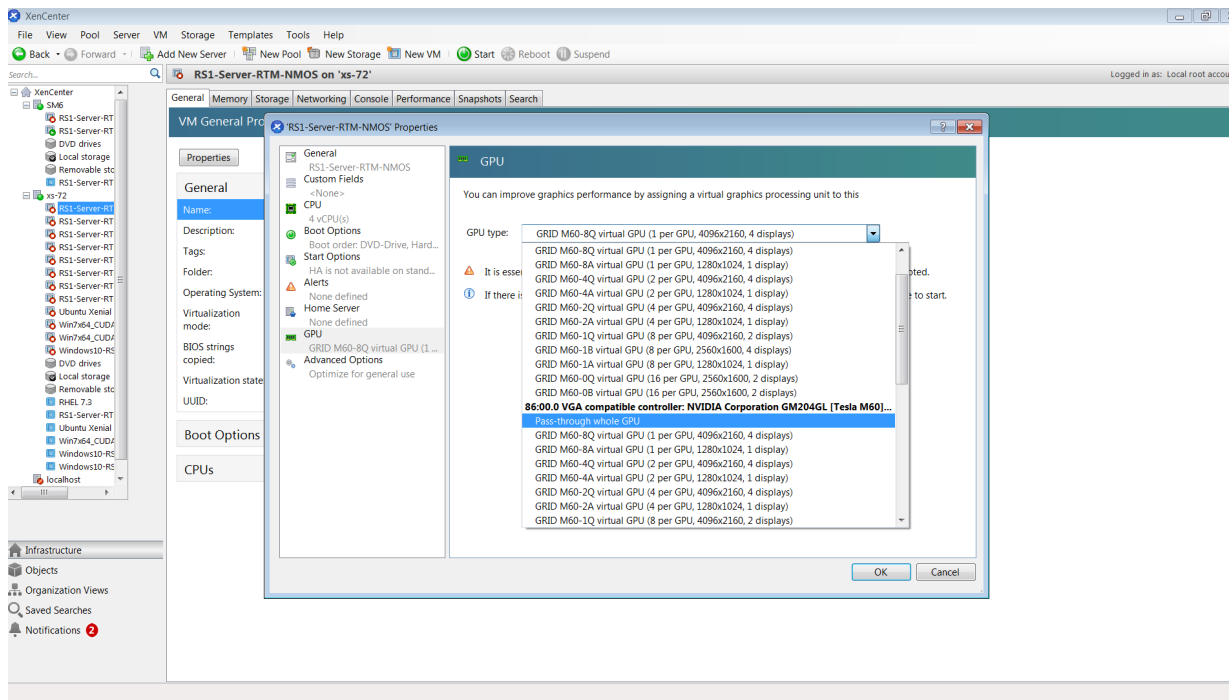 XenCenter
File View Pool Server VM Storage Templates Tools Help
Back Forward Add New Server New Pool New Storage New VM Start Reboot Suspend
Search...
RS1-Server-RTM-NMOS on 'xs-72'
Logged in as: Local root accou
XenCenter
SM6
RS1-Server-RT
RS1-Server-RT
DVD drives
Local storage
Removable sto
RS1-Server-RT
xs-72
RS1-Server-RT
RS1-Server-RT
RS1-Server-RT
RS1-Server-RT
RS1-Server-RT
RS1-Server-RT
RS1-Server-RT
RS1-Server-RT
Ubuntu Xenial
Win7x64_CUDA
Win7x64_CUDA
Windows10-RS
DVD drives
Local storage
Removable sto
RHEL 7.3
RS1-Server-RT
Ubuntu Xenial
Win7x64_CUDA
Windows10-RS
Windows10-RS
localhost
Infrastructure
Objects
Organization Views
Saved Searches
Notifications 2
General Memory Storage Networking Console Performance Snapshots Search
VM General Pro
Properties
General
Name:
Description:
Tags:
Folder:
Operating System:
Virtualization
mode:
BIOS strings
copied:
Virtualization state
UUID:
Boot Options
CPUs
'RS1-Server-RTM-NMOS' Properties
General
RS1-Server-RTM-NMOS
Custom Fields
<None>
CPU
4 vCPU(s)
Boot Options
Boot order: DVD-Drive, Hard...
Start Options
HA is not available on stand...
Alerts
None defined
Home Server
None defined
GPU
GRID M60-8Q virtual GPU (1 ...
Advanced Options
Optimize for general use
GPU
You can improve graphics performance by assigning a virtual graphics processing unit to this
GPU type: GRID M60-8Q virtual GPU (1 per GPU, 4096x2160, 4 displays)
It is esse
oted.
If there is
e to start.
GRID M60-8Q virtual GPU (1 per GPU, 4096x2160, 4 displays)
GRID M60-8A virtual GPU (1 per GPU, 1280x1024, 1 display)
GRID M60-4Q virtual GPU (2 per GPU, 4096x2160, 4 displays)
GRID M60-4A virtual GPU (2 per GPU, 1280x1024, 1 display)
GRID M60-2Q virtual GPU (4 per GPU, 4096x2160, 4 displays)
GRID M60-2A virtual GPU (4 per GPU, 1280x1024, 1 display)
GRID M60-1Q virtual GPU (8 per GPU, 4096x2160, 2 displays)
GRID M60-1B virtual GPU (8 per GPU, 2560x1600, 4 displays)
GRID M60-1A virtual GPU (8 per GPU, 1280x1024, 1 display)
GRID M60-0Q virtual GPU (16 per GPU, 2560x1600, 2 displays)
GRID M60-0B virtual GPU (16 per GPU, 2560x1600, 2 displays)
86:00.0 VGA compatible controller: NVIDIA Corporation GM204GL [Tesla M60]...
Pass-through whole GPU
GRID M60-8Q virtual GPU (1 per GPU, 4096x2160, 4 displays)
GRID M60-8A virtual GPU (1 per GPU, 1280x1024, 1 display)
GRID M60-4Q virtual GPU (2 per GPU, 4096x2160, 4 displays)
GRID M60-4A virtual GPU (2 per GPU, 1280x1024, 1 display)
GRID M60-2Q virtual GPU (4 per GPU, 4096x2160, 4 displays)
GRID M60-2A virtual GPU (4 per GPU, 1280x1024, 1 display)
GRID M60-1Q virtual GPU (8 per GPU, 4096x2160, 2 displays)
OK Cancel